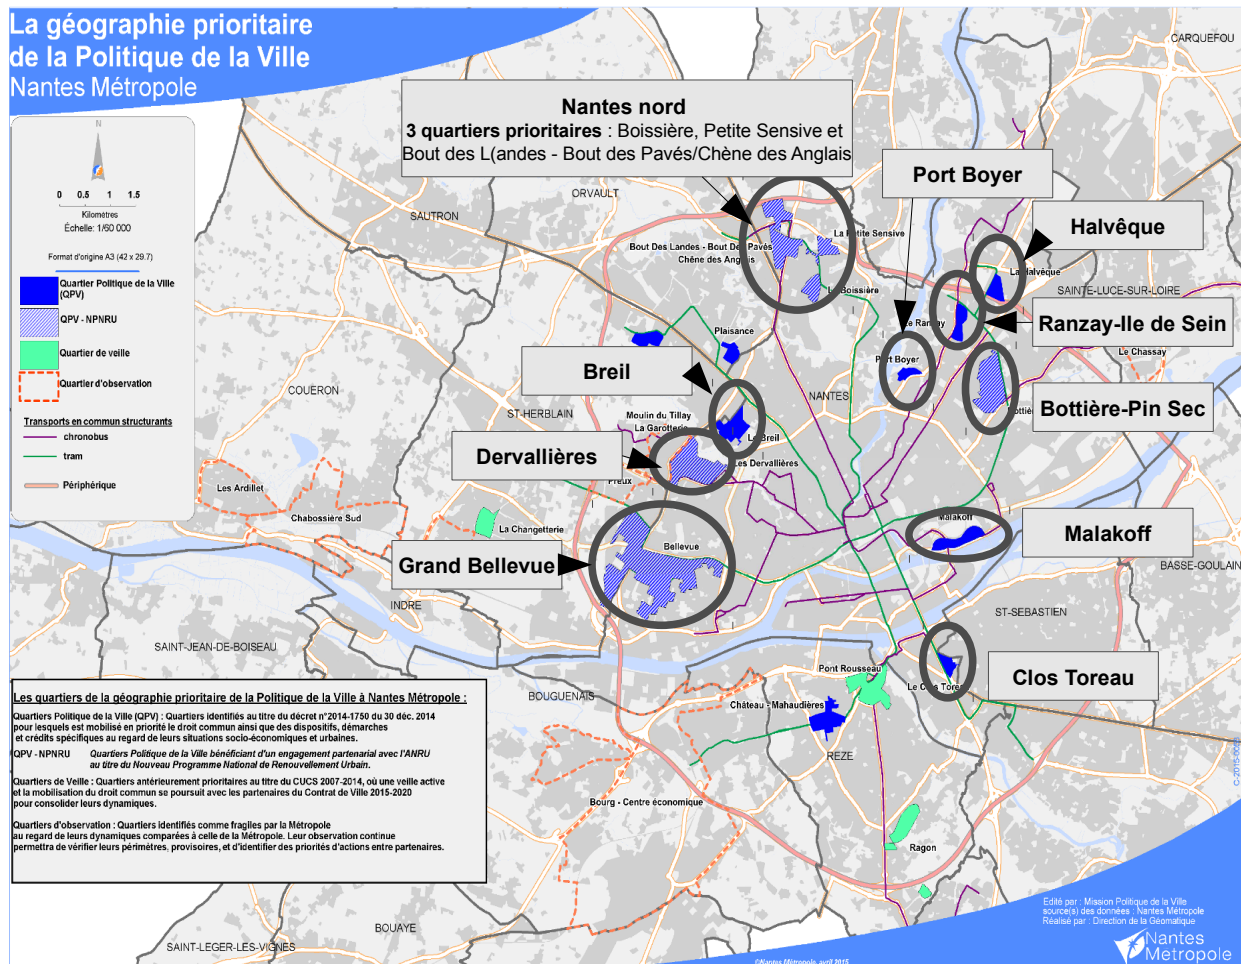 La géographie prioritaire
de la Politique de la Ville
Nantes Métropole
N
0 0.5 1 1.5
Kilomètres
Échelle: 1/60 000
Format d'origine A3 (42 x 29.7)
Quartier Politique de la Ville
(QPV)
QPV - NPNRU
Quartier de veille
Quartier d'observation
Transports en commun structurants
chronobus
tram
Périphérique
Nantes nord
3 quartiers prioritaires : Boissière, Petite Sensive et
Bout des L(andes - Bout des Pavés/Chène des Anglais
Port Boyer
Halvêque
Ranzay-Ile de Sein
Bottière-Pin Sec
Breil
Dervallières
Grand Bellevue
Malakoff
Clos Toreau
CARQUEFOU
ORVAULT
SAUTRON
La Petite Sensive
Bout Des Landes - Bout Des Pavés
Chêne des Anglais
La Boissière
La Halvêque
SAINTE-LUCE-SUR-LOIRE
Le Ranzay
Plaisance
Port Boyer
Le Chassay
COUËRON
NANTES
ST-HERBLAIN
Moulin du Tillay
La Garotterie
Le Breil
Les Dervallières
Preux
Les Ardillet
Chabossière Sud
La Changetterie
Bellevue
Malakoff
BASSE-GOULAIN
INDRE
ST-SEBASTIEN
SAINT-JEAN-DE-BOISEAU
Pont Rousseau
BOUGUENAIS
Château - Mahaudières
REZE
Bourg - Centre économique
Ragon
BOUAYE
SAINT-LEGER-LES-VIGNES
Les quartiers de la géographie prioritaire de la Politique de la Ville à Nantes Métropole :
Quartiers Politique de la Ville (QPV) : Quartiers identifiés au titre du décret n°2014-1750 du 30 déc. 2014
pour lesquels est mobilisé en priorité le droit commun ainsi que des dispositifs, démarches
et crédits spécifiques au regard de leurs situations socio-économiques et urbaines.
QPV - NPNRU Quartiers Politique de la Ville bénéficiant d'un engagement partenarial avec l'ANRU
au titre du Nouveau Programme National de Renouvellement Urbain.
Quartiers de Veille : Quartiers antérieurement prioritaires au titre du CUCS 2007-2014, où une veille active
et la mobilisation du droit commun se poursuit avec les partenaires du Contrat de Ville 2015-2020
pour consolider leurs dynamiques.
Quartiers d'observation : Quartiers identifiés comme fragiles par la Métropole
au regard de leurs dynamiques comparées à celle de la Métropole. Leur observation continue
permettra de vérifier leurs périmètres, provisoires, et d'identifier des priorités d'actions entre partenaires.
Edité par : Mission Politique de la Ville
source(s) des données : Nantes Métropole
Réalisé par : Direction de la Géomatique
Nantes
Métropole
©Nantes Métropole, avril 2015